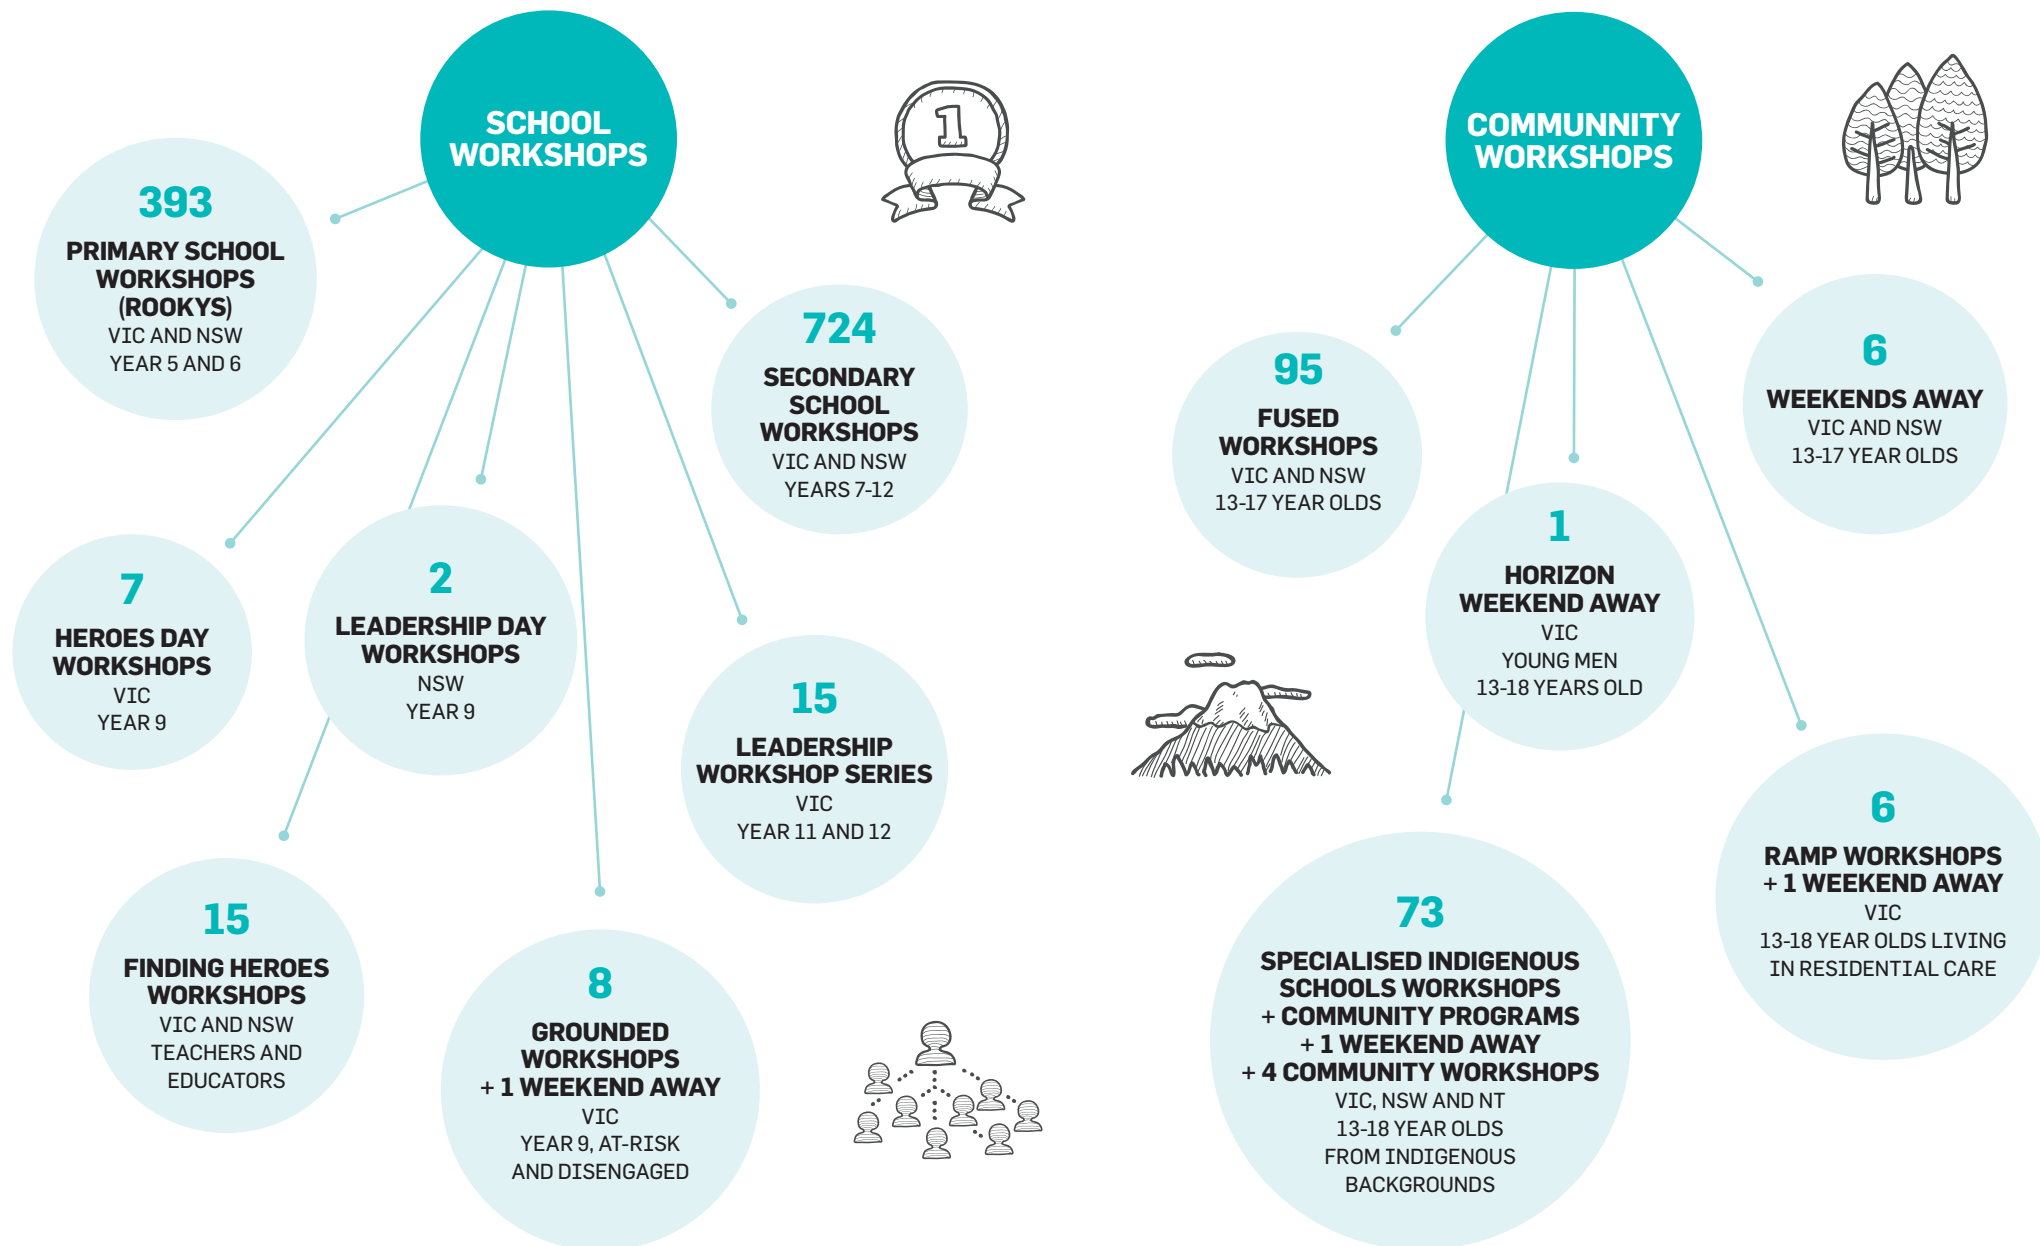 SCHOOL
WORKSHOPS
393
PRIMARY SCHOOL
WORKSHOPS
(ROOKYS)
VIC AND NSW
YEAR 5 AND 6
724
SECONDARY
SCHOOL
WORKSHOPS
VIC AND NSW
YEARS 7-12
7
HEROES DAY
WORKSHOPS
VIC
YEAR 9
2
LEADERSHIP DAY
WORKSHOPS
NSW
YEAR 9
15
LEADERSHIP
WORKSHOP SERIES
VIC
YEAR 11 AND 12
15
FINDING HEROES
WORKSHOPS
VIC AND NSW
TEACHERS AND
EDUCATORS
8
GROUNDED
WORKSHOPS
+ 1 WEEKEND AWAY
VIC
YEAR 9, AT-RISK
AND DISENGAGED
1
COMMUNNITY
WORKSHOPS
95
FUSED
WORKSHOPS
VIC AND NSW
13-17 YEAR OLDS
6
WEEKENDS AWAY
VIC AND NSW
13-17 YEAR OLDS
1
HORIZON
WEEKEND AWAY
VIC
YOUNG MEN
13-18 YEARS OLD
6
RAMP WORKSHOPS
+ 1 WEEKEND AWAY
VIC
13-18 YEAR OLDS LIVING
IN RESIDENTIAL CARE
73
SPECIALISED INDIGENOUS
SCHOOLS WORKSHOPS
+ COMMUNITY PROGRAMS
+ 1 WEEKEND AWAY
+ 4 COMMUNITY WORKSHOPS
VIC, NSW AND NT
13-18 YEAR OLDS
FROM INDIGENOUS
BACKGROUNDS